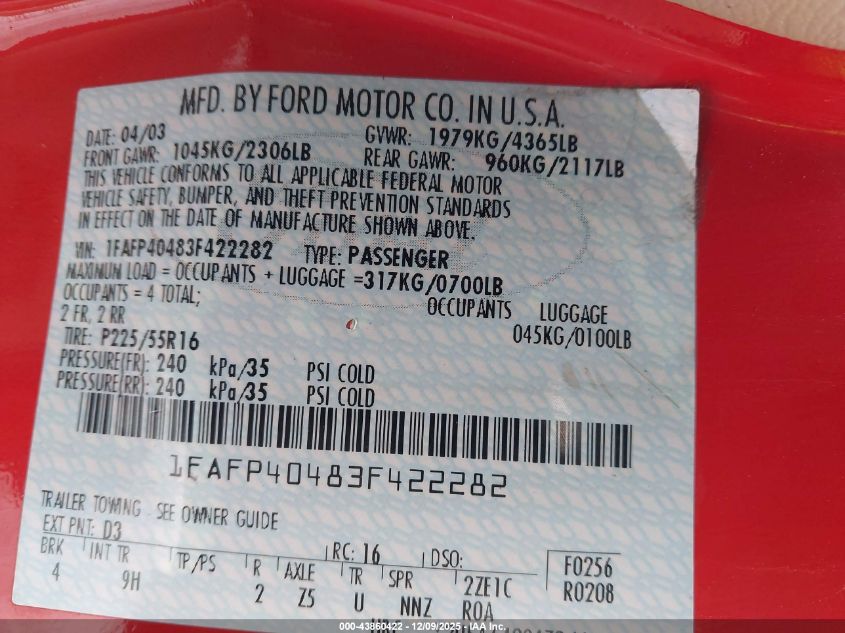 MFD. BY FORD MOTOR CO. IN U.S.A.
DATE: 04/03 GVWR: 1979KG/4365LB
FRONT GAWR: 1045KG/2306LB REAR GAWR: 960KG/2117LB
THIS VEHICLE CONFORMS TO ALL APPLICABLE FEDERAL MOTOR
VEHICLE SAFETY, BUMPER, AND THEFT PREVENTION STANDARDS
IN EFFECT ON THE DATE OF MANUFACTURE SHOWN ABOVE.
VIN: 1FAFP40483F422282 TYPE: PASSENGER
MAXIMUM LOAD = OCCUPANTS + LUGGAGE =317KG/0700LB
OCCUPANTS = 4 TOTAL; OCCUPANTS LUGGAGE
2 FR, 2 RR 045KG/0100LB
TIRE: P225/55R16
PRESSURE(FR): 240 kPa/35 PSI COLD
PRESSURE(RR): 240 kPa/35 PSI COLD
1FAFP40483F422282
TRAILER TOWING - SEE OWNER GUIDE
EXT PNT: D3 RC: 16 DSO: F0256
BRK INT TR TP/PS R AXLE TR SPR 2ZE1C R0208
4 9H 2 Z5 U NNZ ROA
000-43860422 - 12/09/2025 - IAA, Inc.